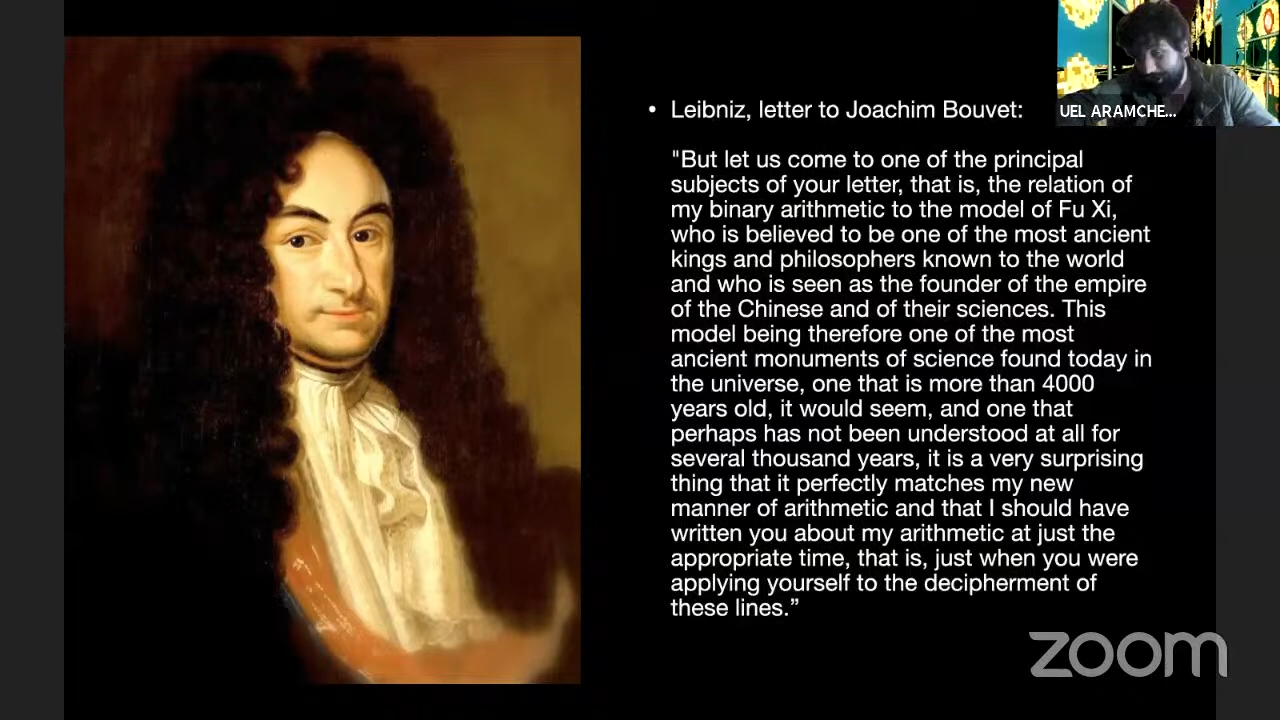 • Leibniz, letter to Joachim Bouvet:
UEL ARAMCHE...
"But let us come to one of the principal
subjects of your letter, that is, the relation of
my binary arithmetic to the model of Fu Xi,
who is believed to be one of the most ancient
kings and philosophers known to the world
and who is seen as the founder of the empire
of the Chinese and of their sciences. This
model being therefore one of the most
ancient monuments of science found today in
the universe, one that is more than 4000
years old, it would seem, and one that
perhaps has not been understood at all for
several thousand years, it is a very surprising
thing that it perfectly matches my new
manner of arithmetic and that I should have
written you about my arithmetic at just the
appropriate time, that is, just when you were
applying yourself to the decipherment of
these lines.”
zoom